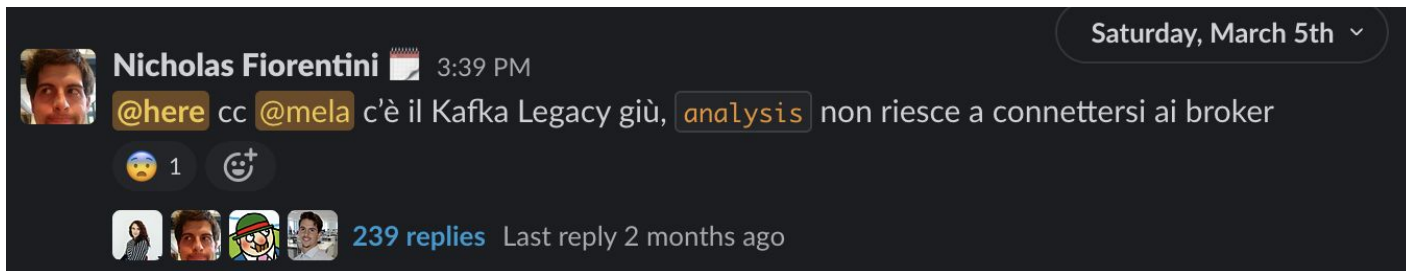 Saturday, March 5th
Nicholas Fiorentini 3:39 PM
@here cc @mela c'è il Kafka Legacy giù, analysis non riesce a connettersi ai broker
1
239 replies Last reply 2 months ago